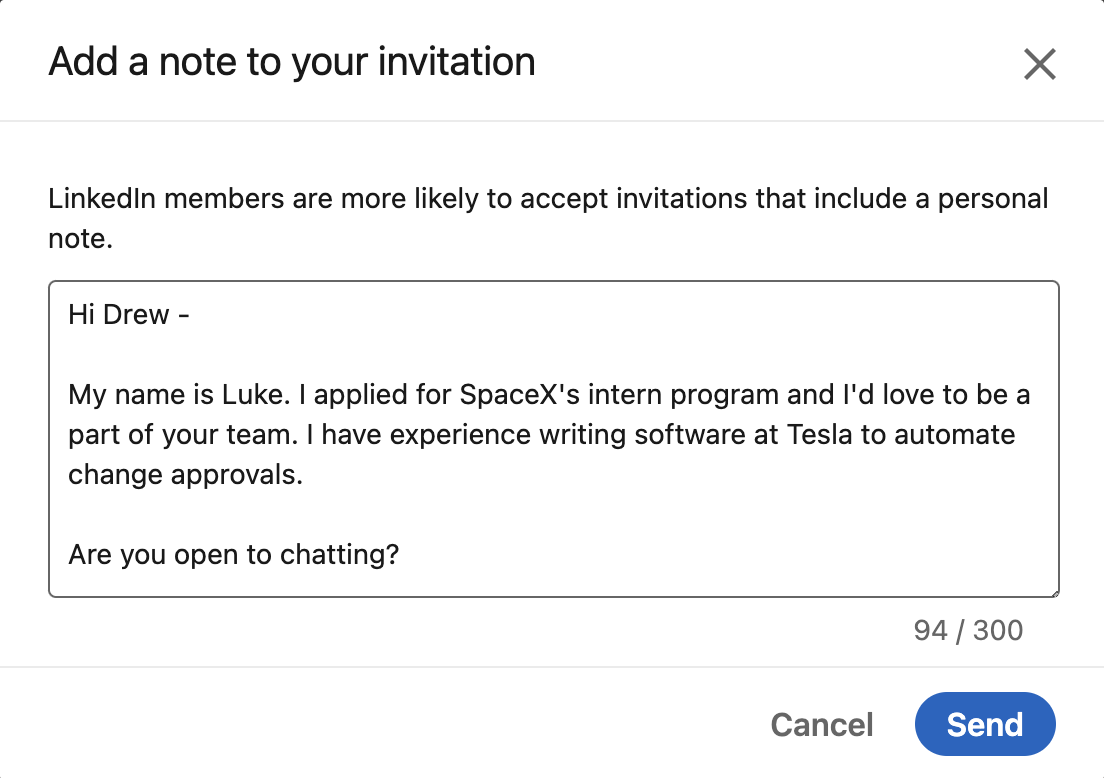 Add a note to your invitation
LinkedIn members are more likely to accept invitations that include a personal
note.
Hi Drew -
My name is Luke. I applied for SpaceX's intern program and I'd love to be a
part of your team. I have experience writing software at Tesla to automate
change approvals.
Are you open to chatting?
94 / 300
Cancel
Send